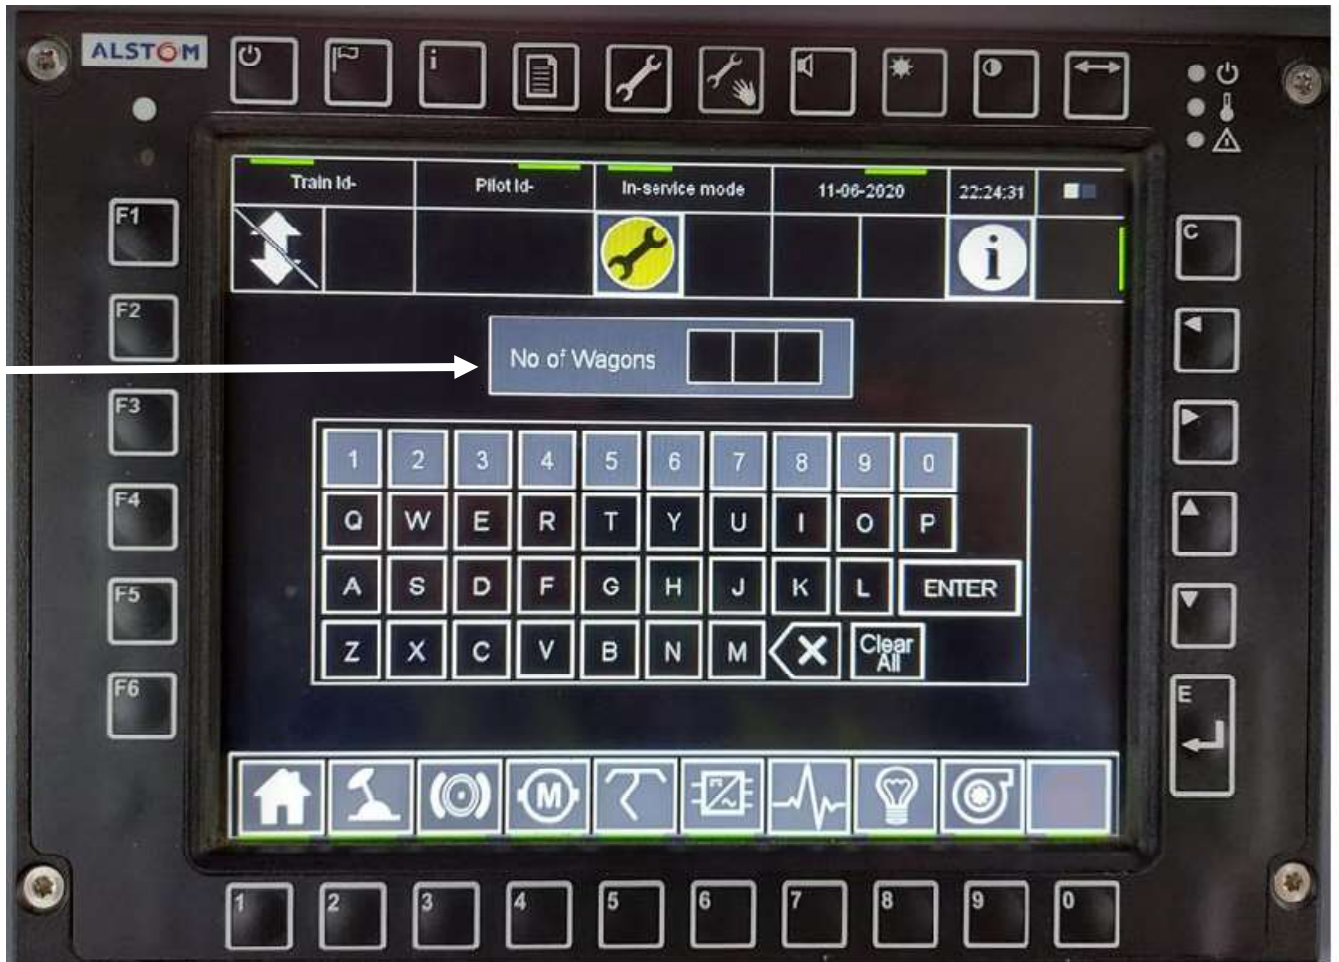 ALSTOM
i
Train Id-
Pilot Id-
In-service mode
11-06-2020
22:24:31
i
F1
C
F2
No of Wagons
F3
1 2 3 4 5 6 7 8 9 0
F4
Q W E R T Y U I O P
F5
A S D F G H J K L ENTER
Z X C V B N M Clear
All
F6
E
M
1 2 3 4 5 6 7 8 9 0